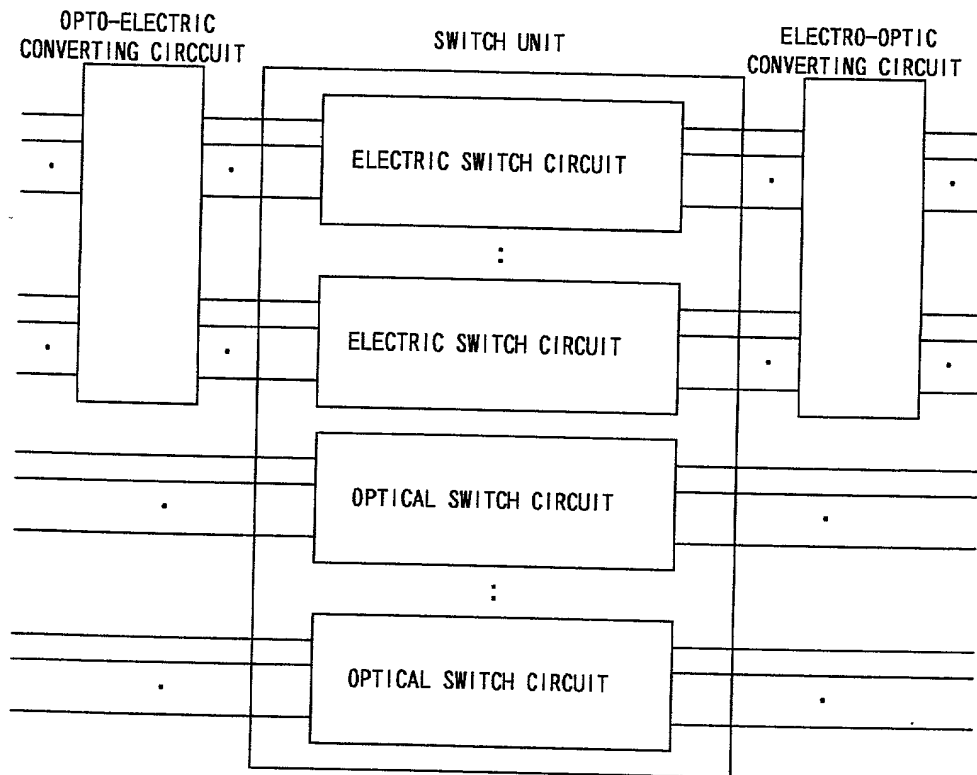 OPTO-ELECTRIC
CONVERTING CIRCCUIT
SWITCH UNIT
ELECTRO-OPTIC
CONVERTING CIRCUIT
ELECTRIC SWITCH CIRCUIT
ELECTRIC SWITCH CIRCUIT
OPTICAL SWITCH CIRCUIT
OPTICAL SWITCH CIRCUIT